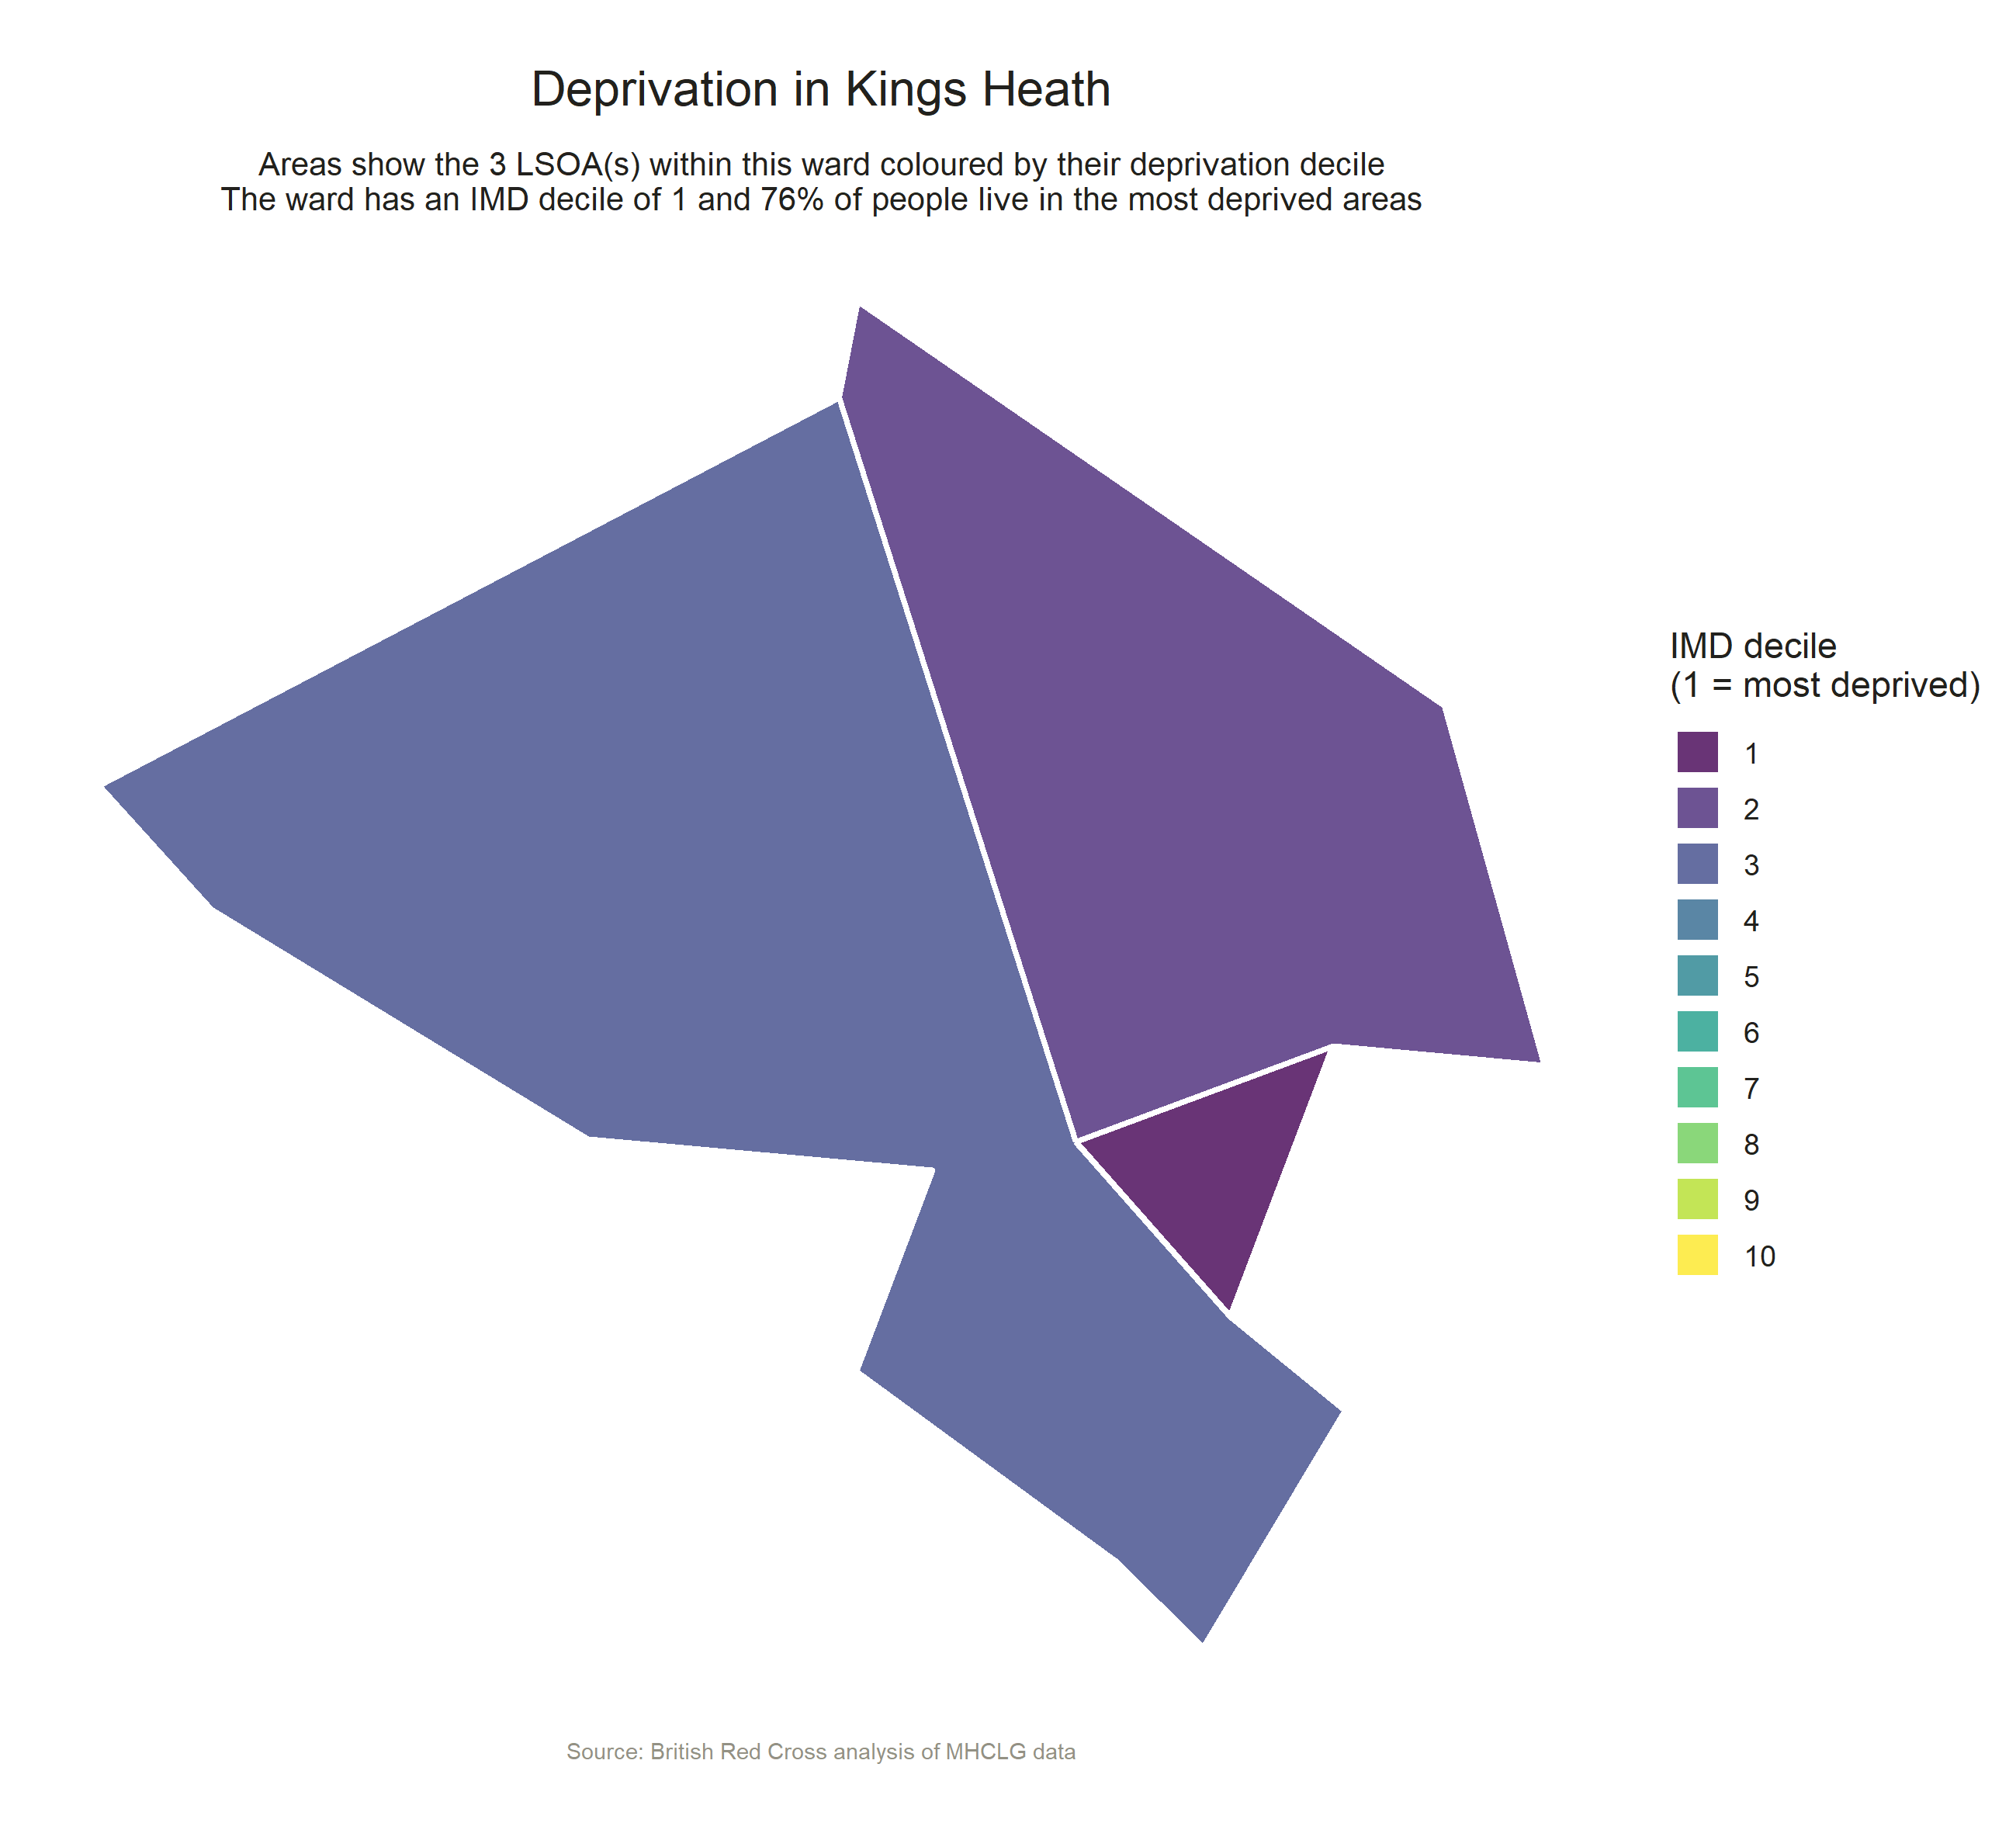 Deprivation in Kings Heath
Areas show the 3 LSOA(s) within this ward coloured by their deprivation decile
The ward has an IMD decile of 1 and 76% of people live in the most deprived areas
IMD decile
(1 = most deprived)
1
2
3
4
5
6
7
8
9
10
Source: British Red Cross analysis of MHCLG data